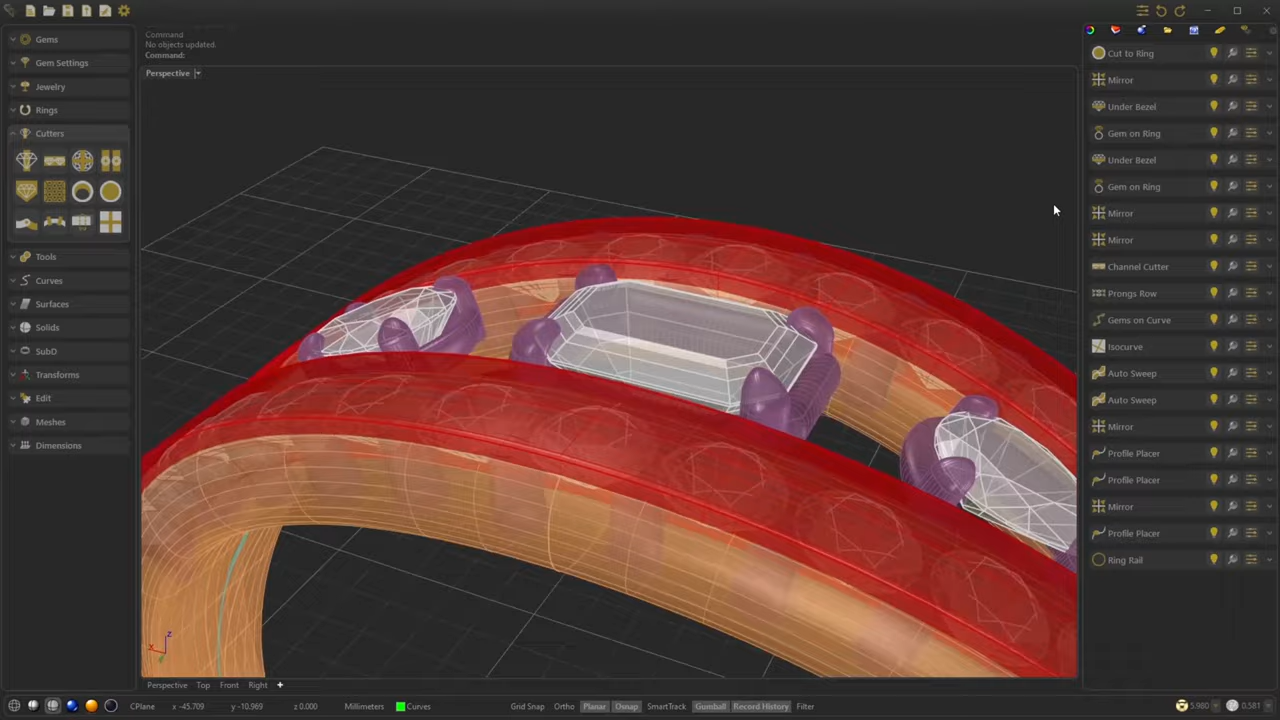 Command
No objects updated.
Command:
Perspective
Gems
Gem Settings
Jewelry
Rings
Cutters
Tools
Curves
Surfaces
Solids
SubD
Transforms
Edit
Meshes
Dimensions
Cut to Ring
Mirror
Under Bezel
Gem on Ring
Under Bezel
Gem on Ring
Mirror
Mirror
Channel Cutter
Prongs Row
Gems on Curve
Isocurve
Auto Sweep
Auto Sweep
Mirror
Profile Placer
Profile Placer
Mirror
Profile Placer
Ring Rail
z
x
Perspective Top Front Right
CPlane x -45.709 y -10.969 z 0.000 Millimeters Curves Grid Snap Ortho Planar Osnap SmartTrack Gumball Record History Filter 5.980 0.581